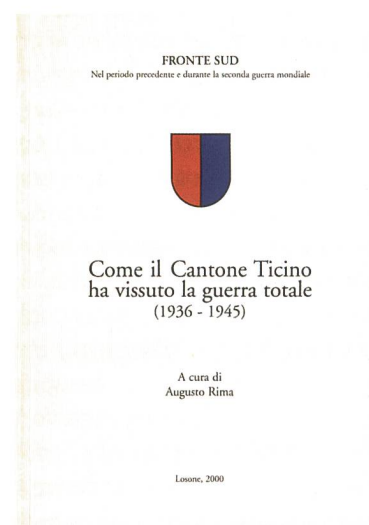 FRONTE SUD
Nel periodo precedente e durante la seconda guerra mondiale
Come il Cantone Ticino
ha vissuto la guerra totale
(1936 - 1945)
A cura di
Augusto Rima
Losone, 2000